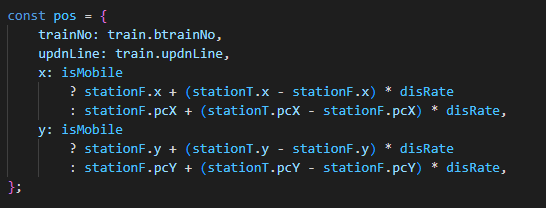 const pos = {
    trainNo: train.btrainNo,
    updnLine: train.updnLine,
    x: isMobile
        ? stationF.x + (stationT.x - stationF.x) * disRate
        : stationF.pcX + (stationT.pcX - stationF.pcX) * disRate,
    y: isMobile
        ? stationF.y + (stationT.y - stationF.y) * disRate
        : stationF.pcY + (stationT.pcY - stationF.pcY) * disRate,
};